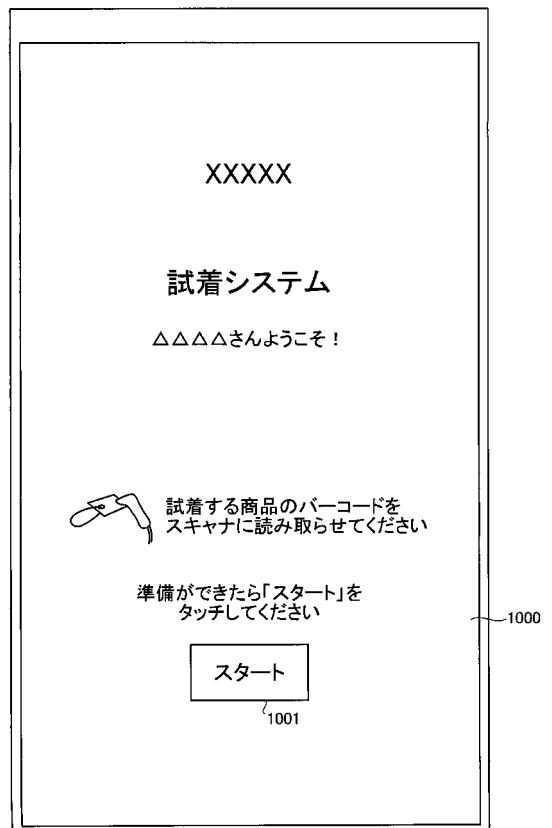 XXXXX
試着システム
△△△△さんようこそ！
試着する商品のバーコードを
スキャナに読み取らせてください
準備ができたら「スタート」を
タッチしてください
1000
スタート
1001